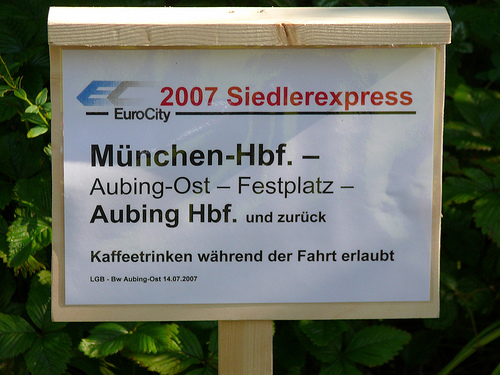 EC 2007 Siedlerexpress
EuroCity
München-Hbf. –
Aubing-Ost – Festplatz –
Aubing Hbf. und zurück
Kaffeetrinken während der Fahrt erlaubt
LGB - Bw Aubing-Ost 14.07.2007